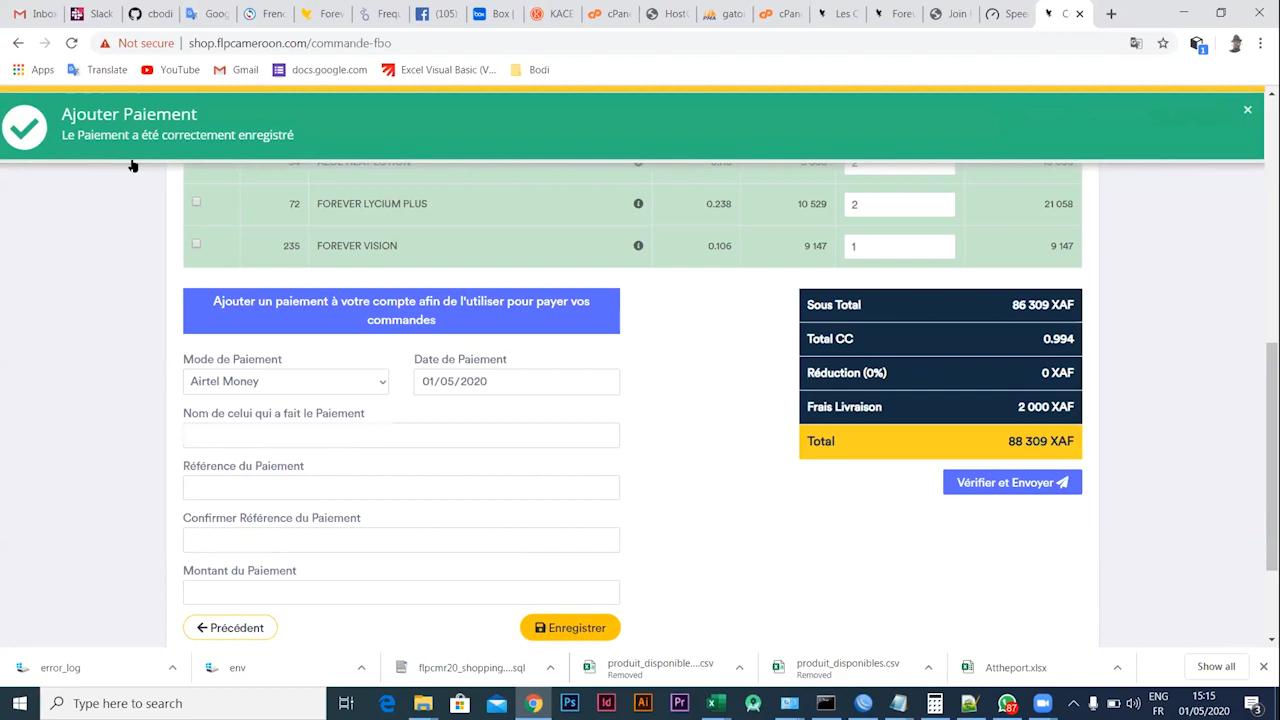 Inbox
Slack
cbodi
Goog
Frenc
Forev
Frequ
(105)
Boxv
KACE
cPan
HostG
gator
cPan
Les C
Forev
Join
Spee
C
Not secure
shop.flpcameroon.com/commande-fbo
Apps
Translate
YouTube
Gmail
docs.google.com
Excel Visual Basic (V...
Bodi
Ajouter Paiement
Le Paiement a été correctement enregistré
72 FOREVER LYCIUM PLUS 0.238 10 529 2 21 058
235 FOREVER VISION 0.106 9 147 1 9 147
Ajouter un paiement à votre compte afin de l'utiliser pour payer vos
commandes
Mode de Paiement
Date de Paiement
Airtel Money
01/05/2020
Nom de celui qui a fait le Paiement
Référence du Paiement
Confirmer Référence du Paiement
Montant du Paiement
Précédent
Enregistrer
Sous Total 86 309 XAF
Total CC 0.994
Réduction (0%) 0 XAF
Frais Livraison 2 000 XAF
Total 88 309 XAF
Vérifier et Envoyer
error_log
env
flpcmr20_shopping....sql
produit_disponible....csv
Removed
produit_disponibles.csv
Removed
Attheport.xlsx
Show all
Type here to search
87
ENG
FR
15:15
01/05/2020
3